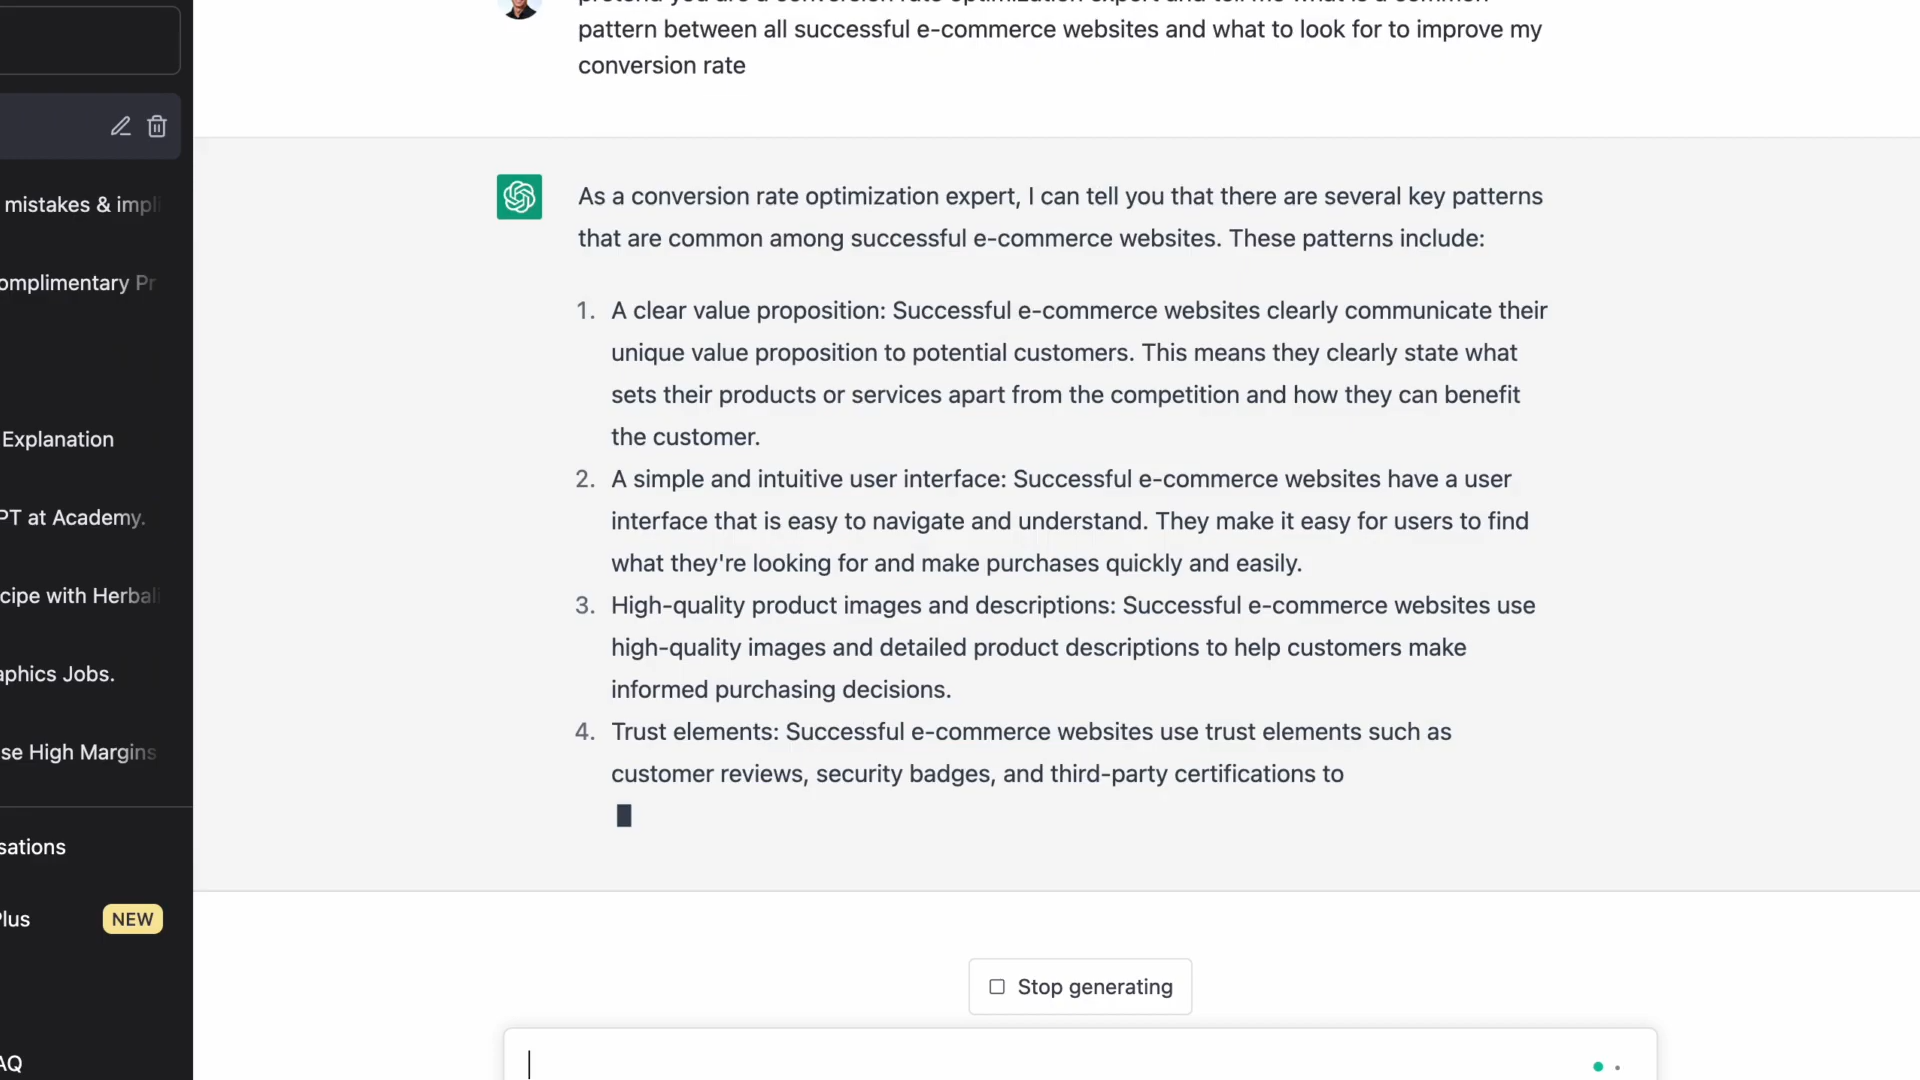 pattern between all successful e-commerce websites and what to look for to improve my
conversion rate
mistakes & impli
omplimentary Pr
Explanation
PT at Academy.
cipe with Herbali
aphics Jobs.
se High Margins
sations
Plus
NEW
AQ
As a conversion rate optimization expert, I can tell you that there are several key patterns
that are common among successful e-commerce websites. These patterns include:
1. A clear value proposition: Successful e-commerce websites clearly communicate their
unique value proposition to potential customers. This means they clearly state what
sets their products or services apart from the competition and how they can benefit
the customer.
2. A simple and intuitive user interface: Successful e-commerce websites have a user
interface that is easy to navigate and understand. They make it easy for users to find
what they're looking for and make purchases quickly and easily.
3. High-quality product images and descriptions: Successful e-commerce websites use
high-quality images and detailed product descriptions to help customers make
informed purchasing decisions.
4. Trust elements: Successful e-commerce websites use trust elements such as
customer reviews, security badges, and third-party certifications to
Stop generating